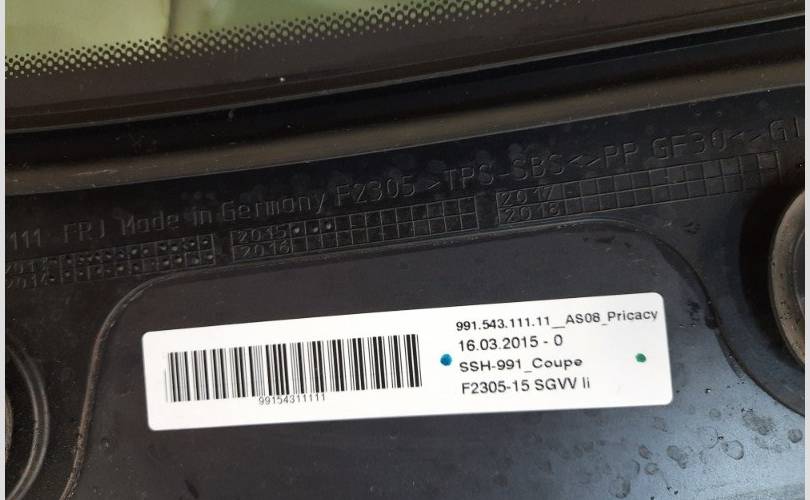 111 FRJ Made in Germany F2305 >TPS-SBS<>PP GF30<>Gl
2015
2016
2017
2018
991.543.111.11__AS08_Pricacy
16.03.2015 - 0
SSH-991_Coupe
F2305-15 SGVV li
99154311111